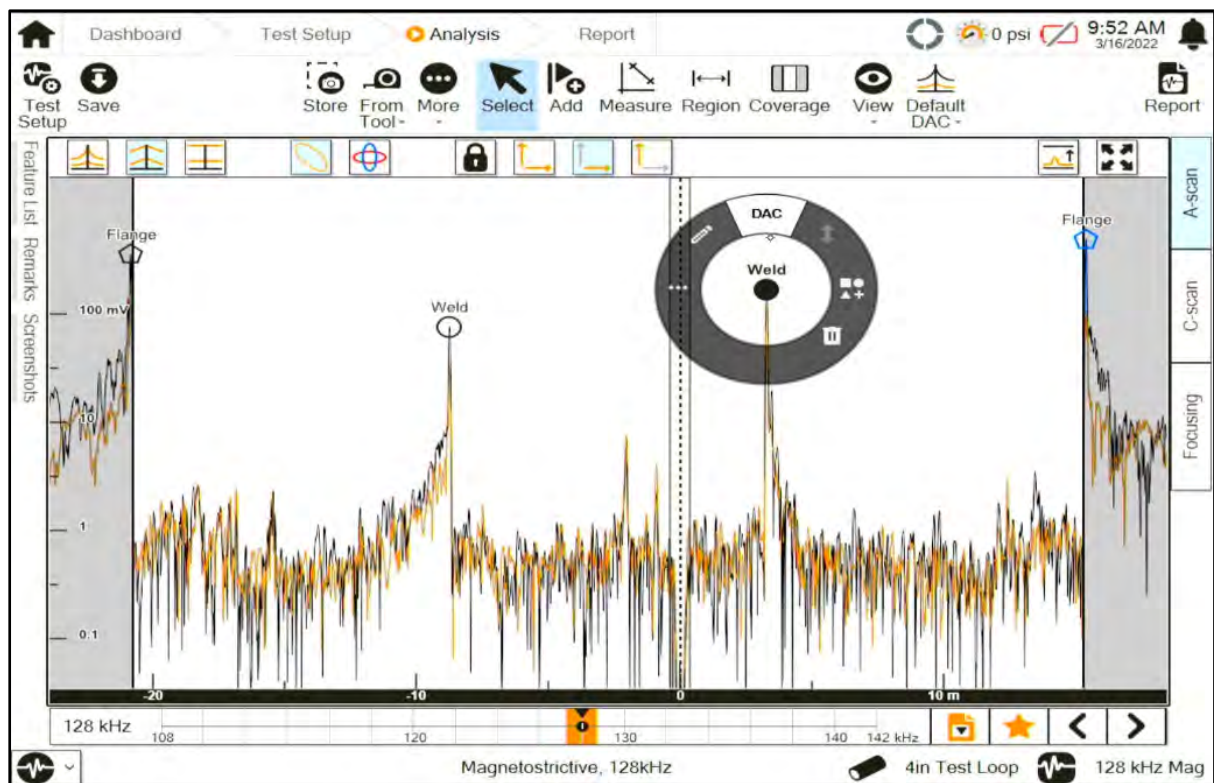 Dashboard Test Setup Analysis Report 0 psi 9:52 AM
3/16/2022
Test Setup Save Store From Tool More Select Add Measure Region Coverage View Default DAC Report
Feature List
Remarks
Screenshots
A-scan
C-scan
Focusing
DAC
Flange
Flange
Weld
Weld
100 mV
10
1
0.1
-20 -10 0 10 m
128 kHz 108 120 130 140 142 kHz
Magnetostrictive, 128kHz 4in Test Loop 128 kHz Mag